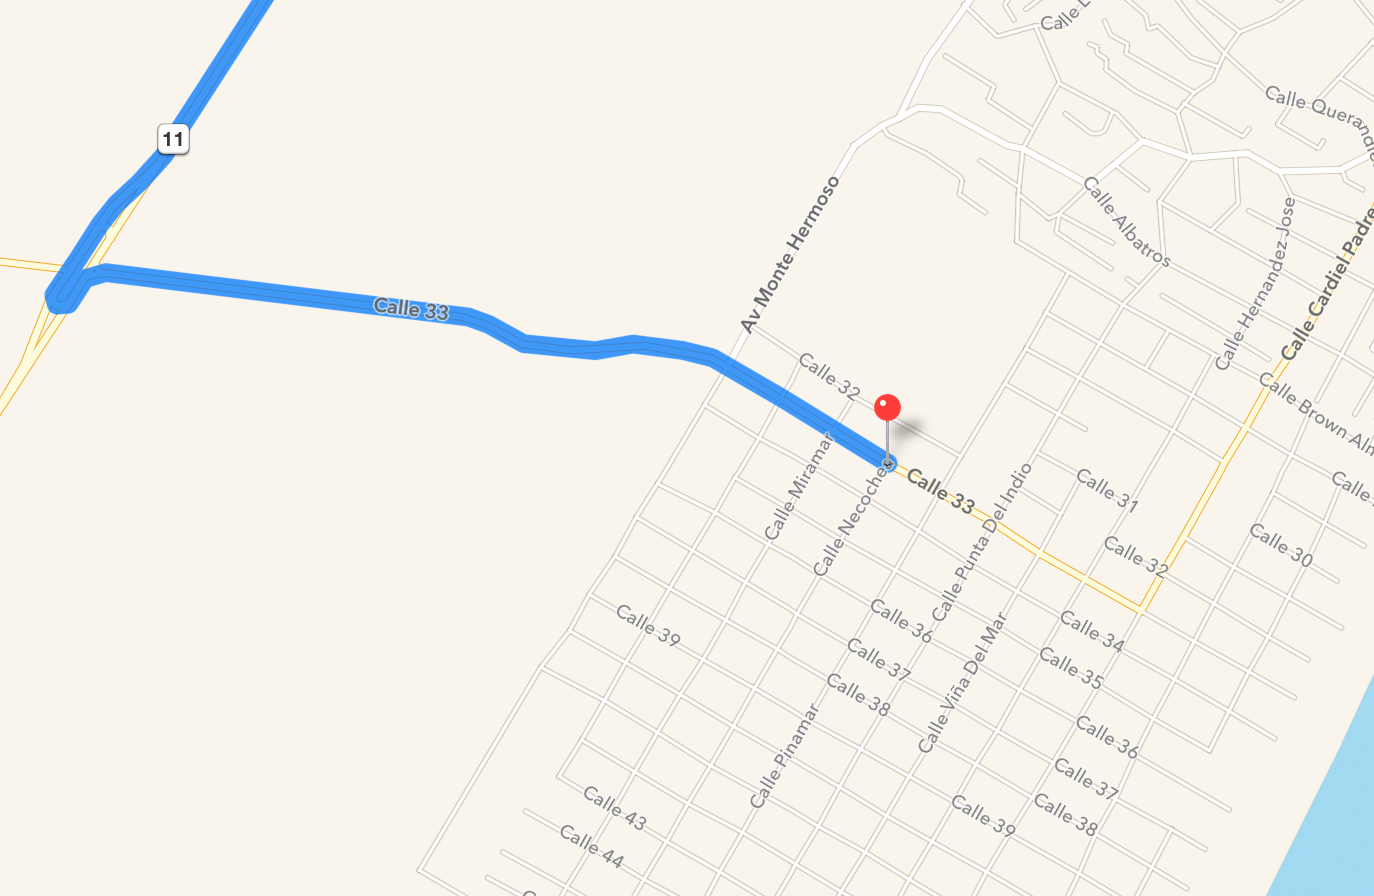 Calle L
Calle Querandíe
11
Calle Albatros
Calle Hernandez Jose
Calle Cardiel Padre
Av Monte Hermoso
Calle 33
Calle 32
Calle Brown Alm
Calle Miramar
Calle Necochea
Calle 33
Calle Punta Del Indio
Calle 31
Calle
Calle 30
Calle 32
Calle 39
Calle 36
Calle 34
Calle 37
Calle 35
Calle 38
Calle Viña Del Mar
Calle 36
Calle Pinamar
Calle 37
Calle 43
Calle 39
Calle 38
Calle 44